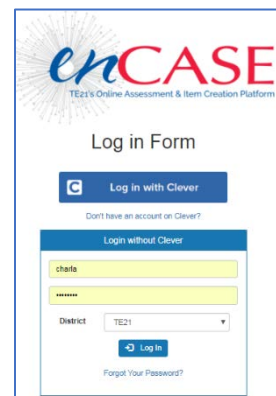 enCASE
TE21's Online Assessment & Item Creation Platform
Log in Form
C Log in with Clever
Don't have an account on Clever?
Login without Clever
charla
••••••••
District TE21
Log In
Forgot Your Password?